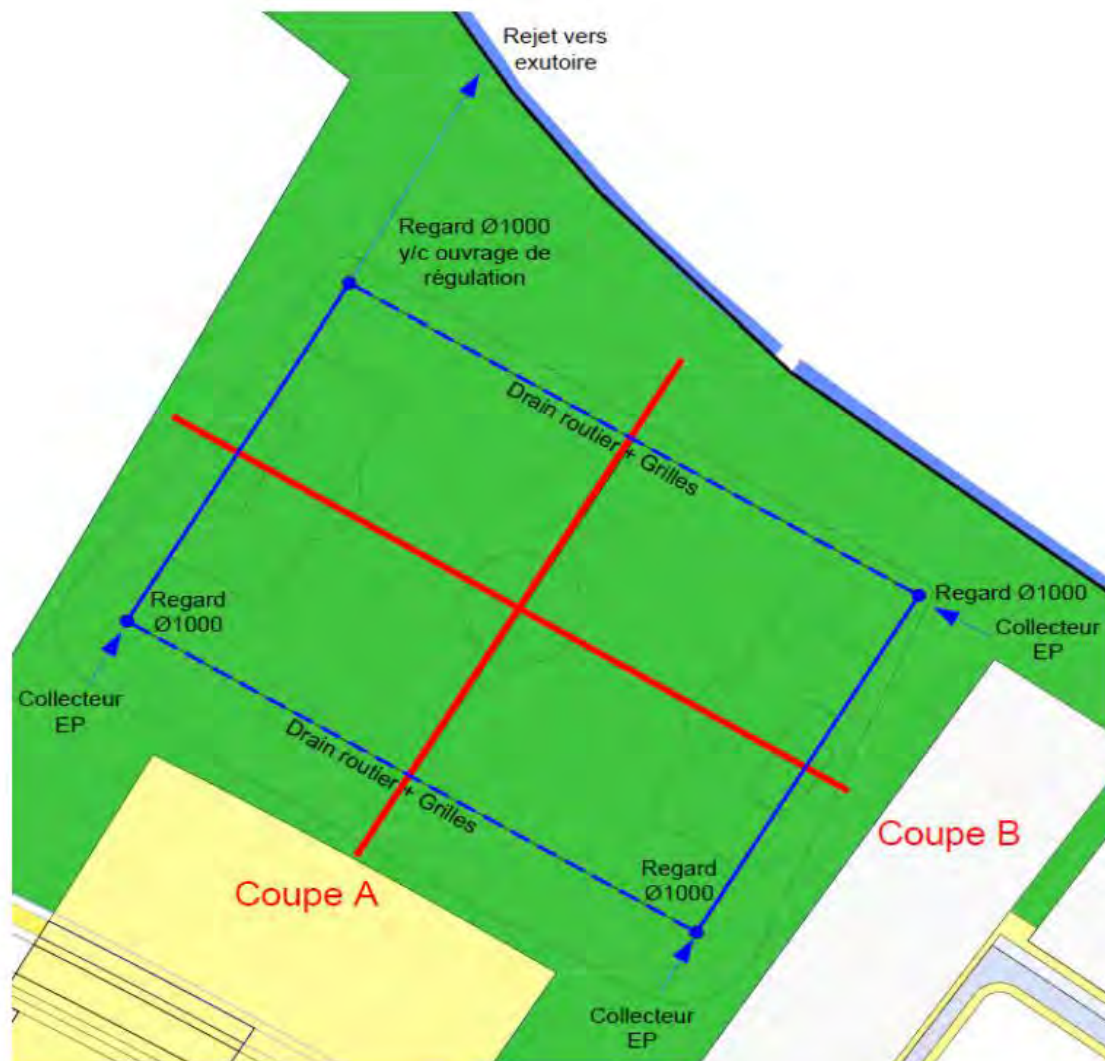 Rejet vers
exutoire
Regard Ø1000
y/c ouvrage de
régulation
Drain routier + Grilles
Regard Ø1000
Collecteur
EP
Regard
Ø1000
Collecteur
EP
Drain routier + Grilles
Coupe B
Regard
Ø1000
Coupe A
Collecteur
EP